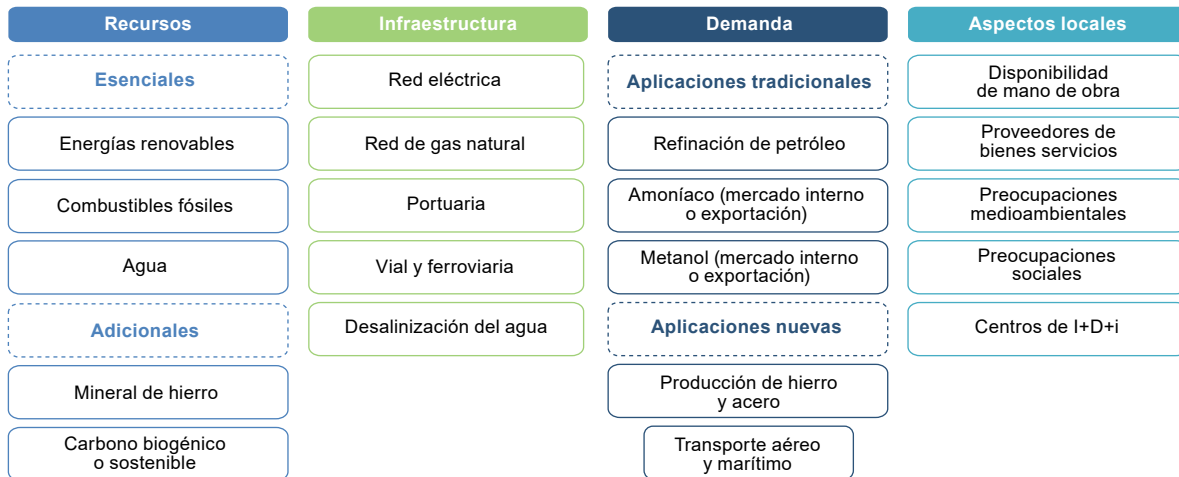 Recursos
Esenciales
Energías renovables
Combustibles fósiles
Agua
Adicionales
Mineral de hierro
Carbono biogénico
o sostenible
Infraestructura
Red eléctrica
Red de gas natural
Portuaria
Vial y ferroviaria
Desalinización del agua
Demanda
Aplicaciones tradicionales
Refinación de petróleo
Amoníaco (mercado interno
o exportación)
Metanol (mercado interno
o exportación)
Aplicaciones nuevas
Producción de hierro
y acero
Transporte aéreo
y marítimo
Aspectos locales
Disponibilidad
de mano de obra
Proveedores de
bienes servicios
Preocupaciones
medioambientales
Preocupaciones
sociales
Centros de I+D+i